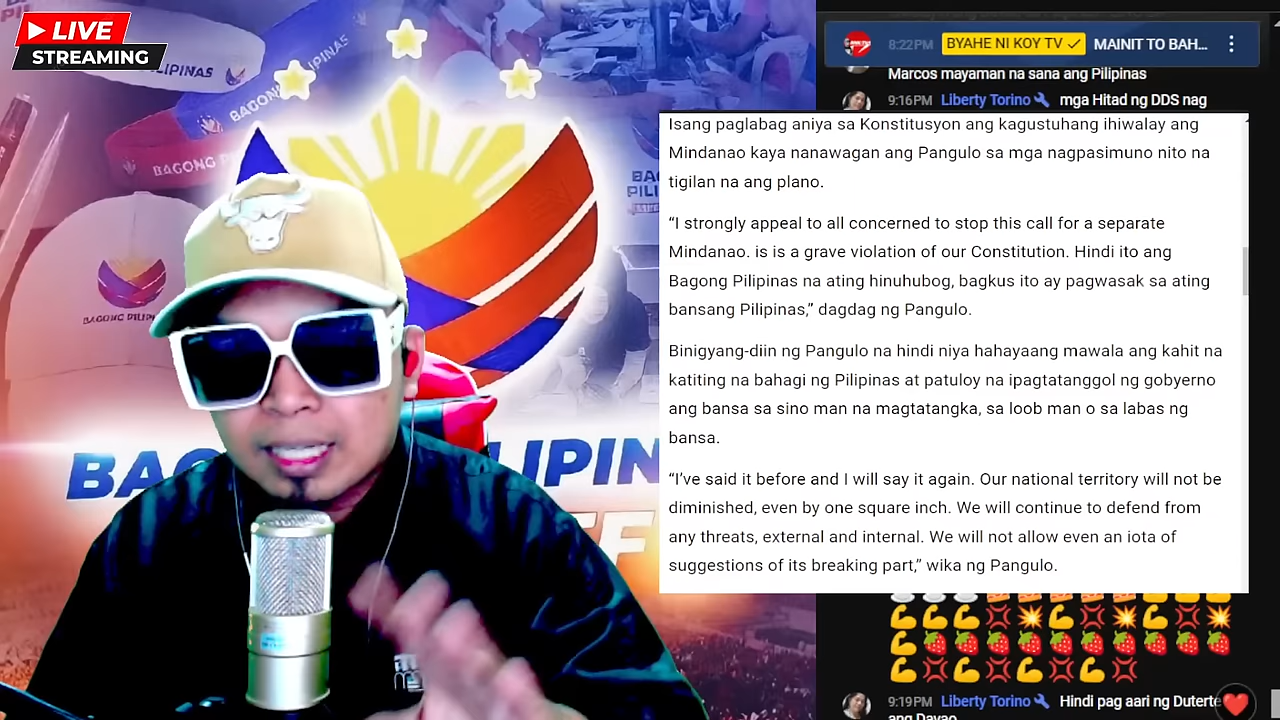 LIVE
STREAMING
8:22PM BYAHE NI KOY TV MAINIT TO BAH...
Marcos mayaman na sana ang Pilipinas
9:16PM Liberty Torino mga Hitad ng DDS nag
Isang paglabag aniya sa Konstitusyon ang kagustuhang ihiwalay ang
Mindanao kaya nanawagan ang Pangulo sa mga nagpasimuno nito na
tigilan na ang plano.
“I strongly appeal to all concerned to stop this call for a separate
Mindanao. is is a grave violation of our Constitution. Hindi ito ang
Bagong Pilipinas na ating hinuhubog, bagkus ito ay pagwasak sa ating
bansang Pilipinas,” dagdag ng Pangulo.
Binigyang-diin ng Pangulo na hindi niya hahayaang mawala ang kahit na
katiting na bahagi ng Pilipinas at patuloy na ipagtatanggol ng gobyerno
ang bansa sa sino man na magtatangka, sa loob man o sa labas ng
bansa.
“I’ve said it before and I will say it again. Our national territory will not be
diminished, even by one square inch. We will continue to defend from
any threats, external and internal. We will not allow even an iota of
suggestions of its breaking part,” wika ng Pangulo.
9:19PM Liberty Torino Hindi pag aari ng Duterte
ang Davao
PILIPINAS
BAGONG PILIPINAS
BAGONG
BAGONG PILIP
BAG ILIPIN